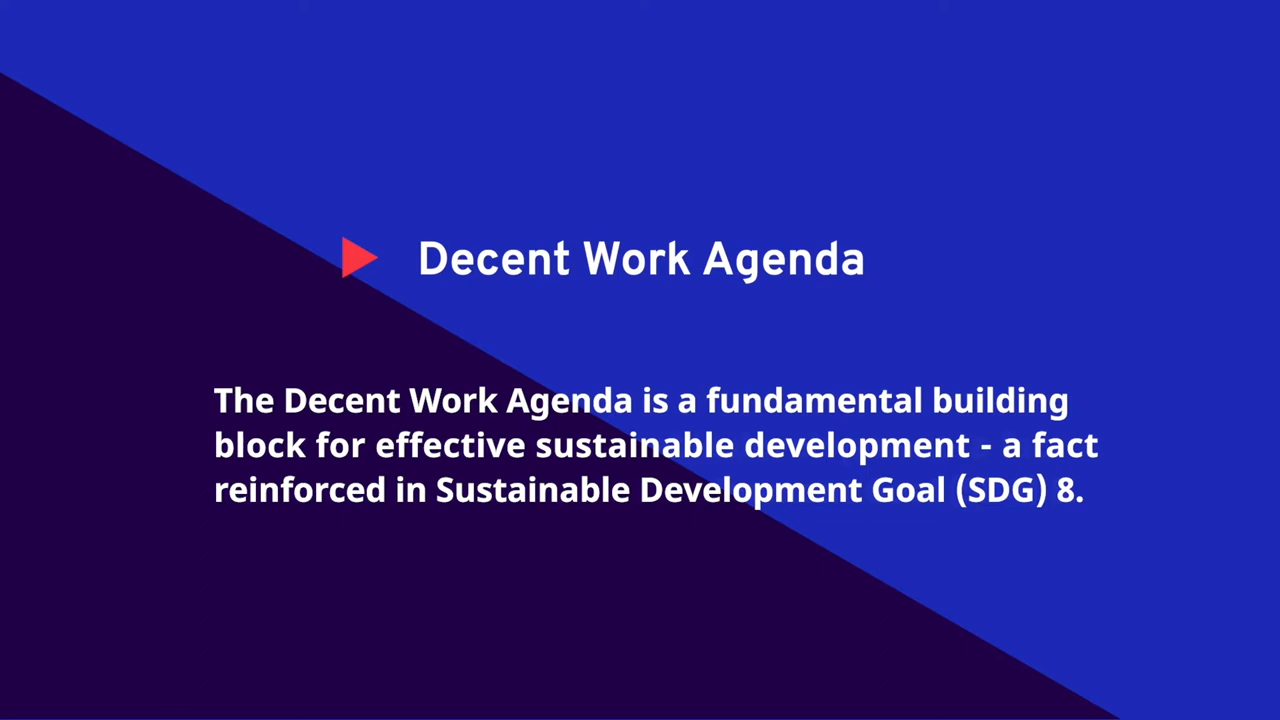 Decent Work Agenda
The Decent Work Agenda is a fundamental building
block for effective sustainable development - a fact
reinforced in Sustainable Development Goal (SDG) 8.